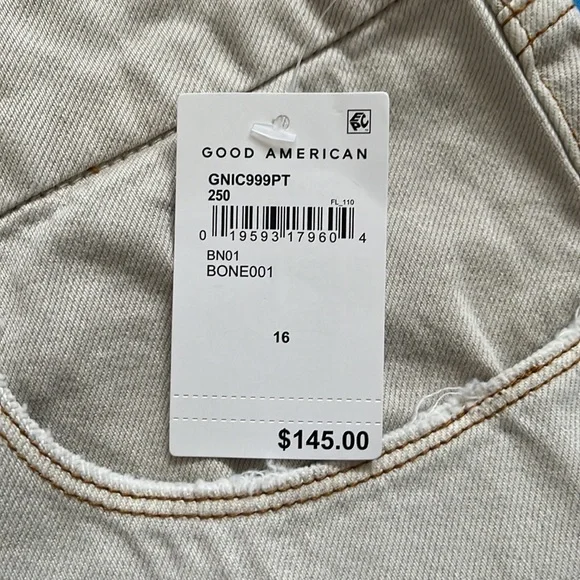 GOOD AMERICAN
GNIC999PT
250
FL_110
0 19593 17960 4
BN01
BONE001
16
$145.00